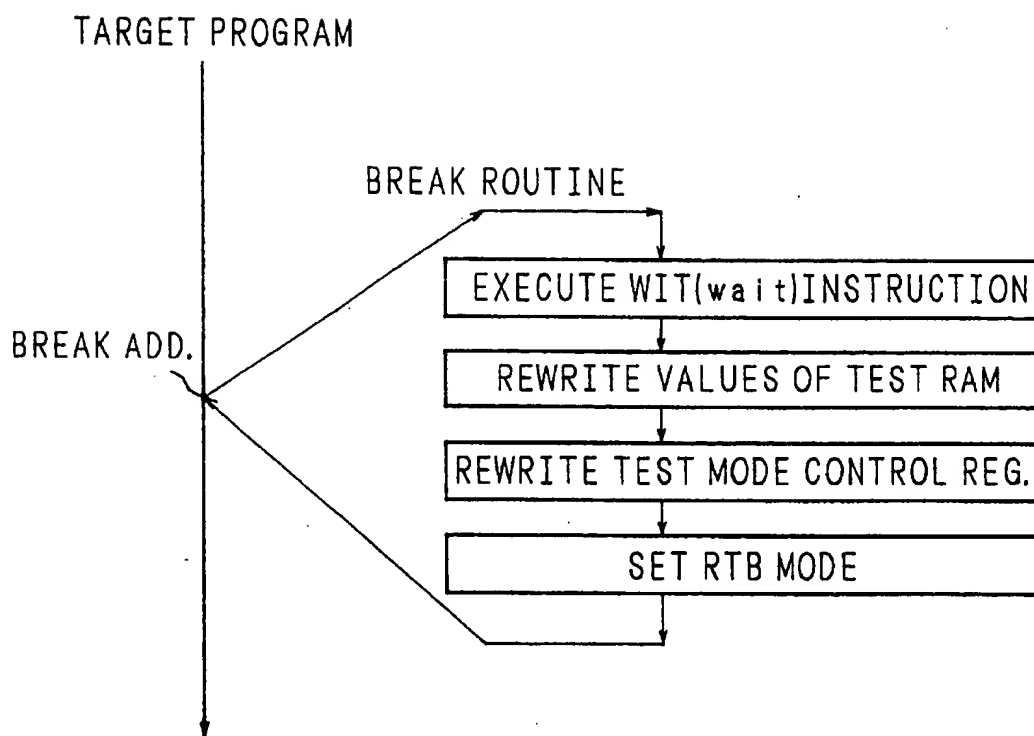 TARGET PROGRAM
BREAK ROUTINE
EXECUTE WIT(wait)INSTRUCTION
BREAK ADD.
REWRITE VALUES OF TEST RAM
REWRITE TEST MODE CONTROL REG.
SET RTB MODE